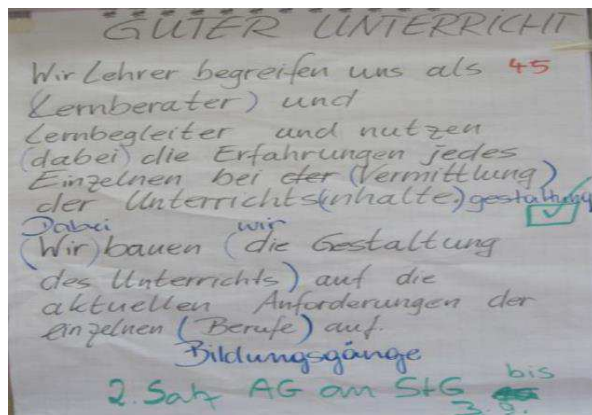 GUTER UNTERRICHT
Wir Lehrer begreifen uns als 45
(Lernberater) und
Lernbegleiter und nutzen
(dabei) die Erfahrungen jedes
Einzelnen bei der (Vermittlung)
der Unterrichts(inhalte.) gestaltung
Dabei wir
(Wir) bauen (die Gestaltung
des Unterrichts) auf die
aktuellen Anforderungen der
einzelnen (Berufe) auf.
Bildungsgänge
2. Satz AG an StG bis
3.9.